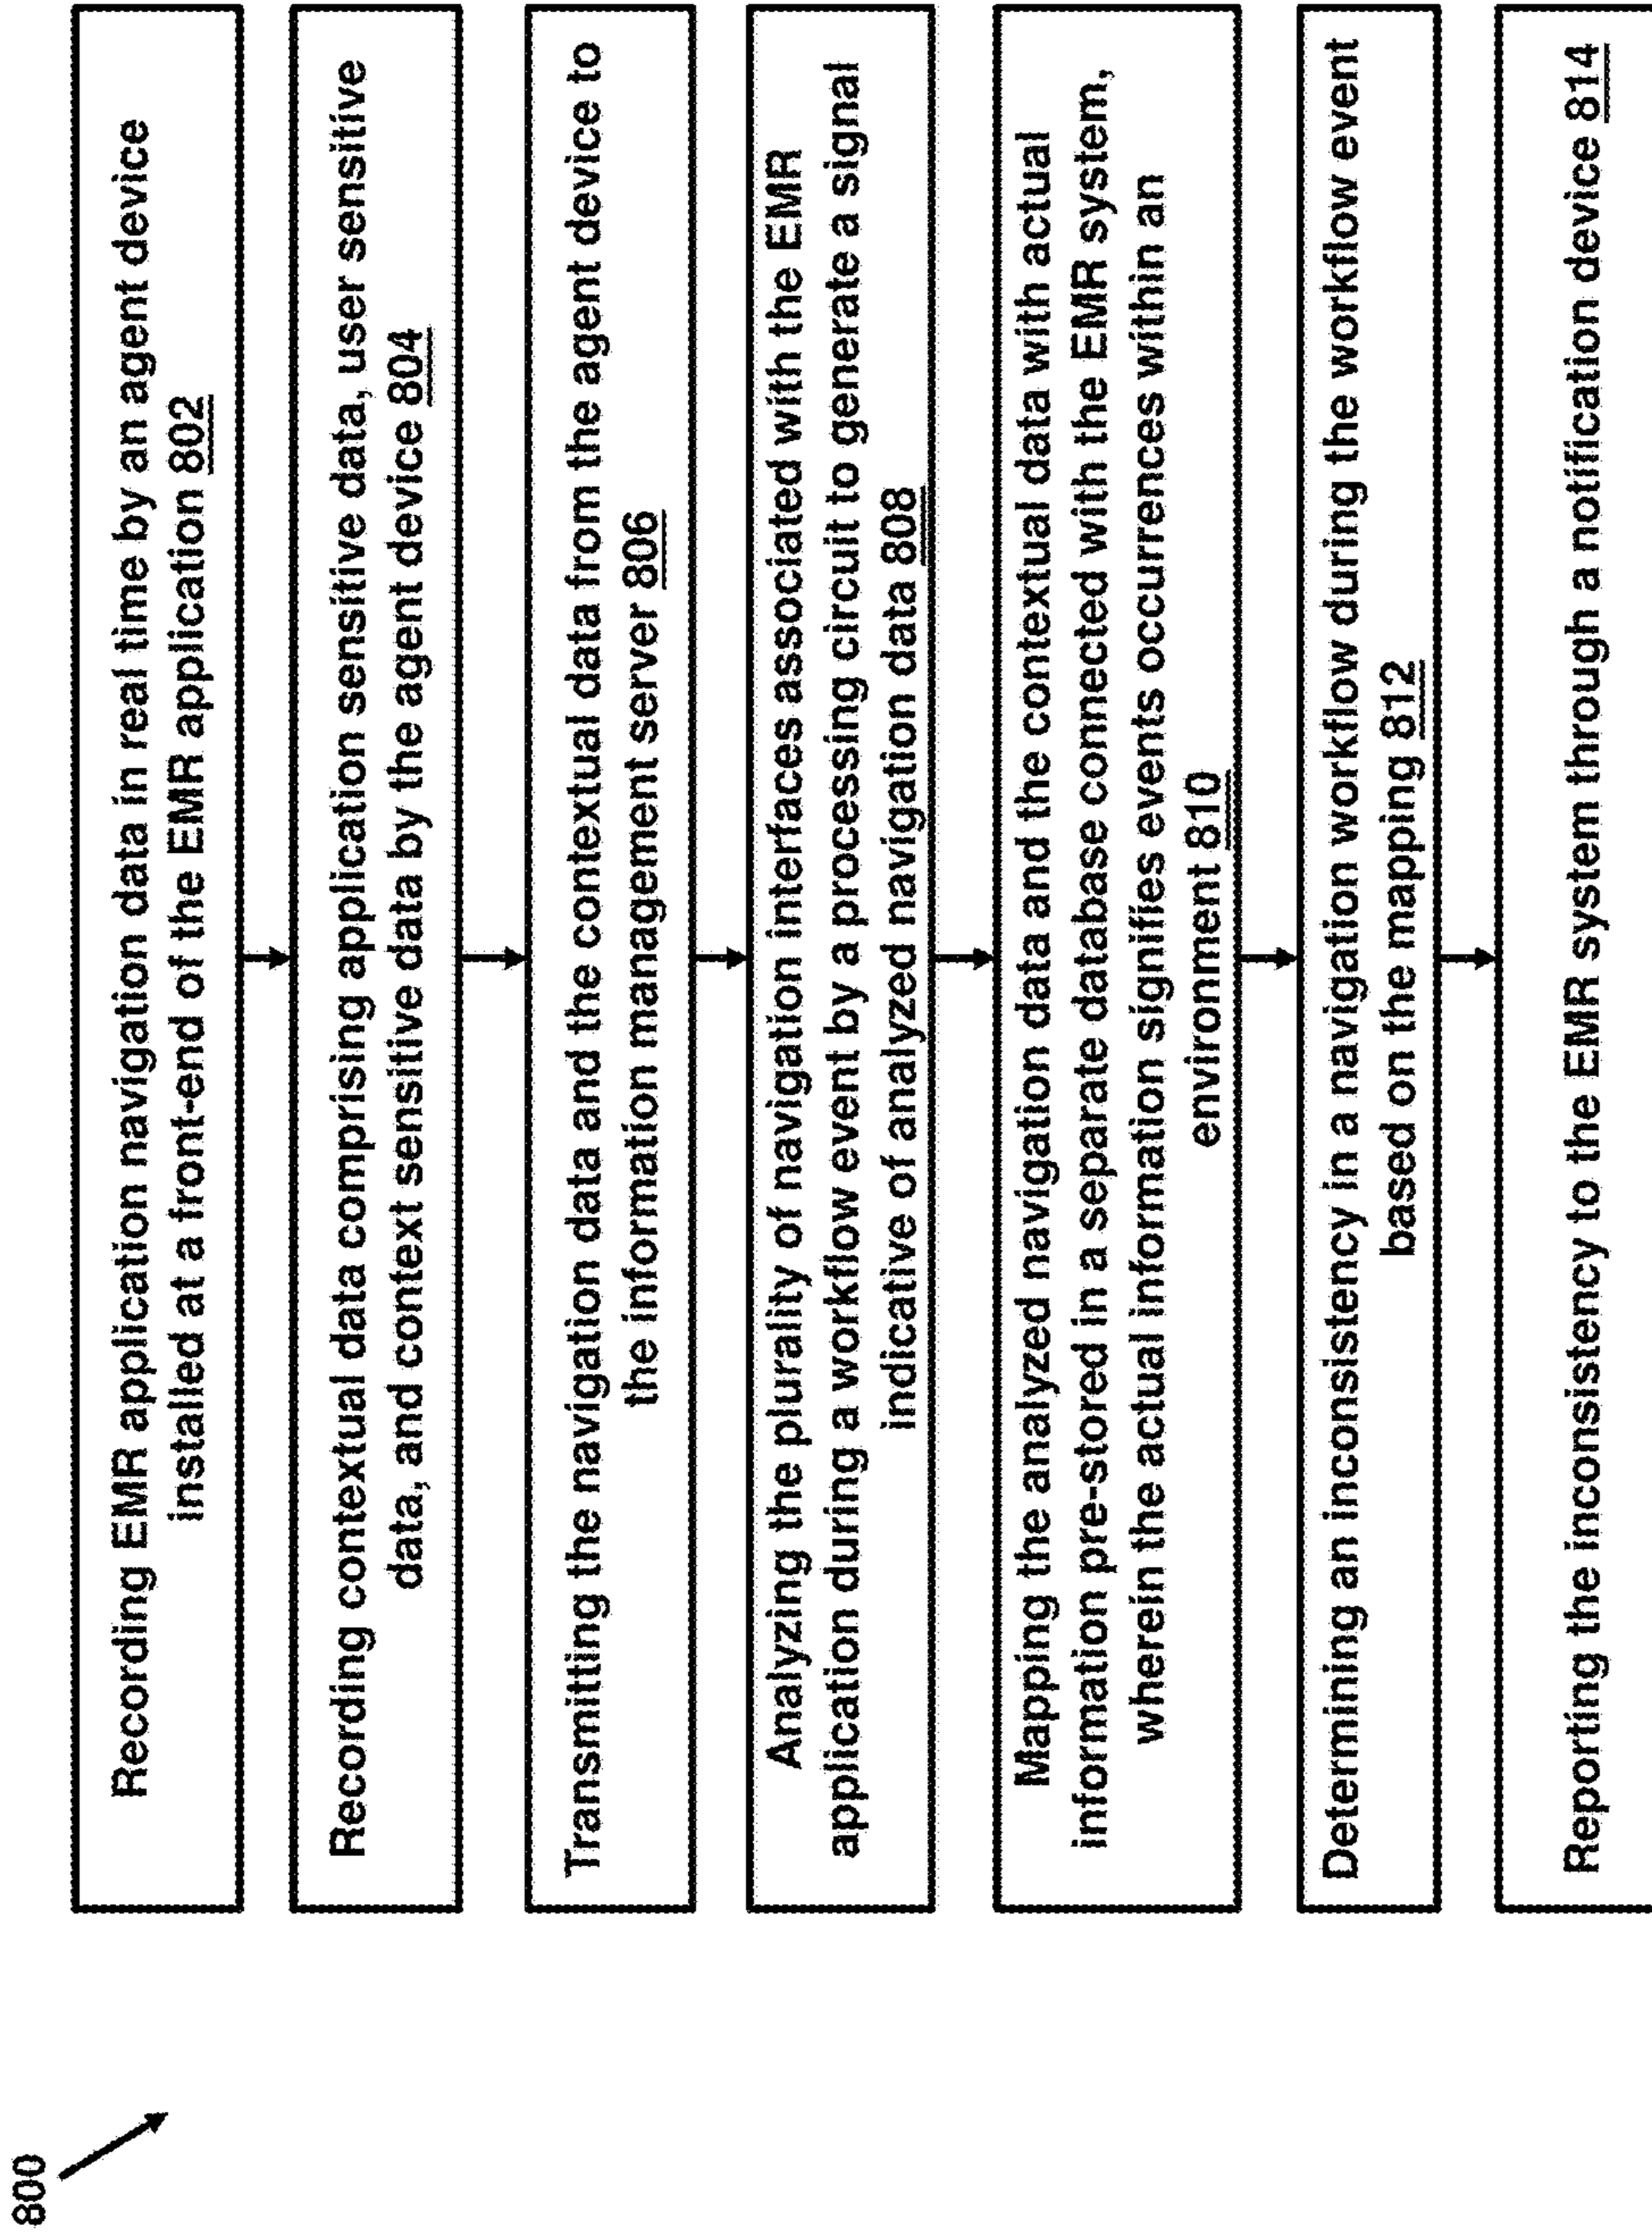 800
Recording EMR application navigation data in real time by an agent device
installed at a front-end of the EMR application 802
Recording contextual data comprising application sensitive data, user sensitive
data, and context sensitive data by the agent device 804
Transmitting the navigation data and the contextual data from the agent device to
the information management server 806
Analyzing the plurality of navigation interfaces associated with the EMR
application during a workflow event by a processing circuit to generate a signal
indicative of analyzed navigation data 808
Mapping the analyzed navigation data and the contextual data with actual
information pre-stored in a separate database connected with the EMR system,
wherein the actual information signifies events occurrences within an
environment 810
Determining an inconsistency in a navigation workflow during the workflow event
based on the mapping 812
Reporting the inconsistency to the EMR system through a notification device 814